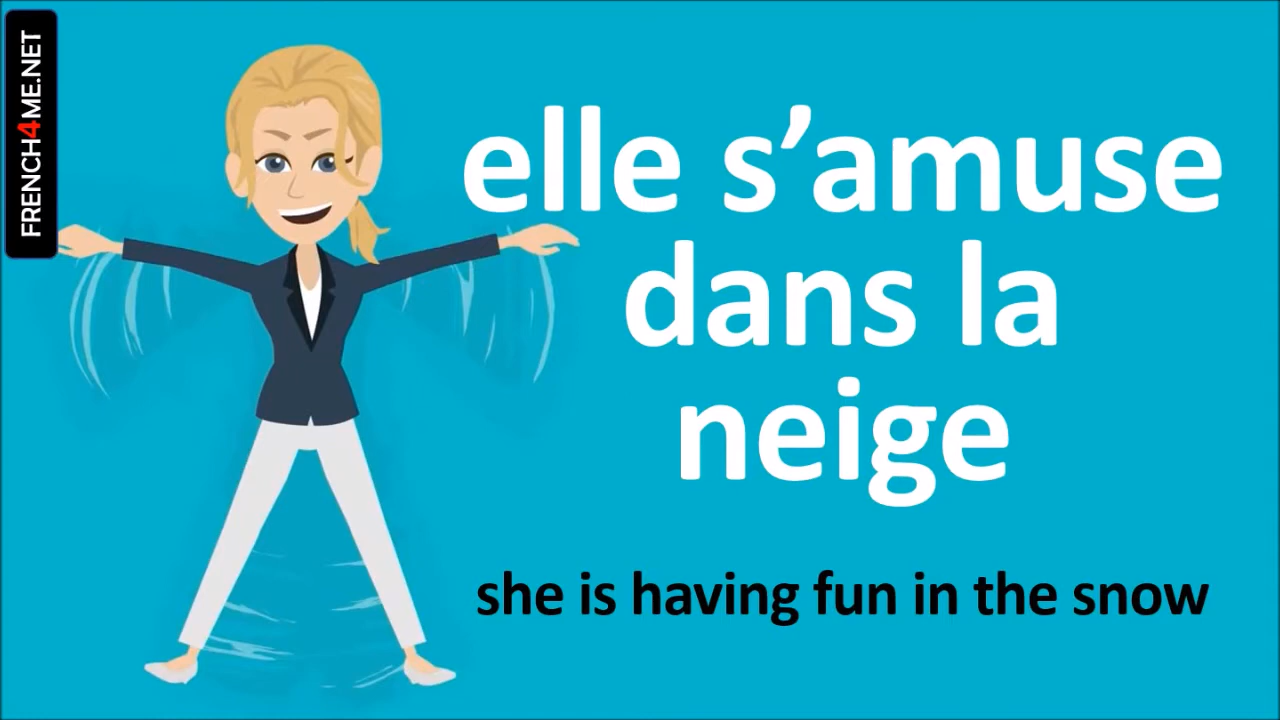 FRENCH4ME.NET
elle s’amuse
dans la
neige
she is having fun in the snow